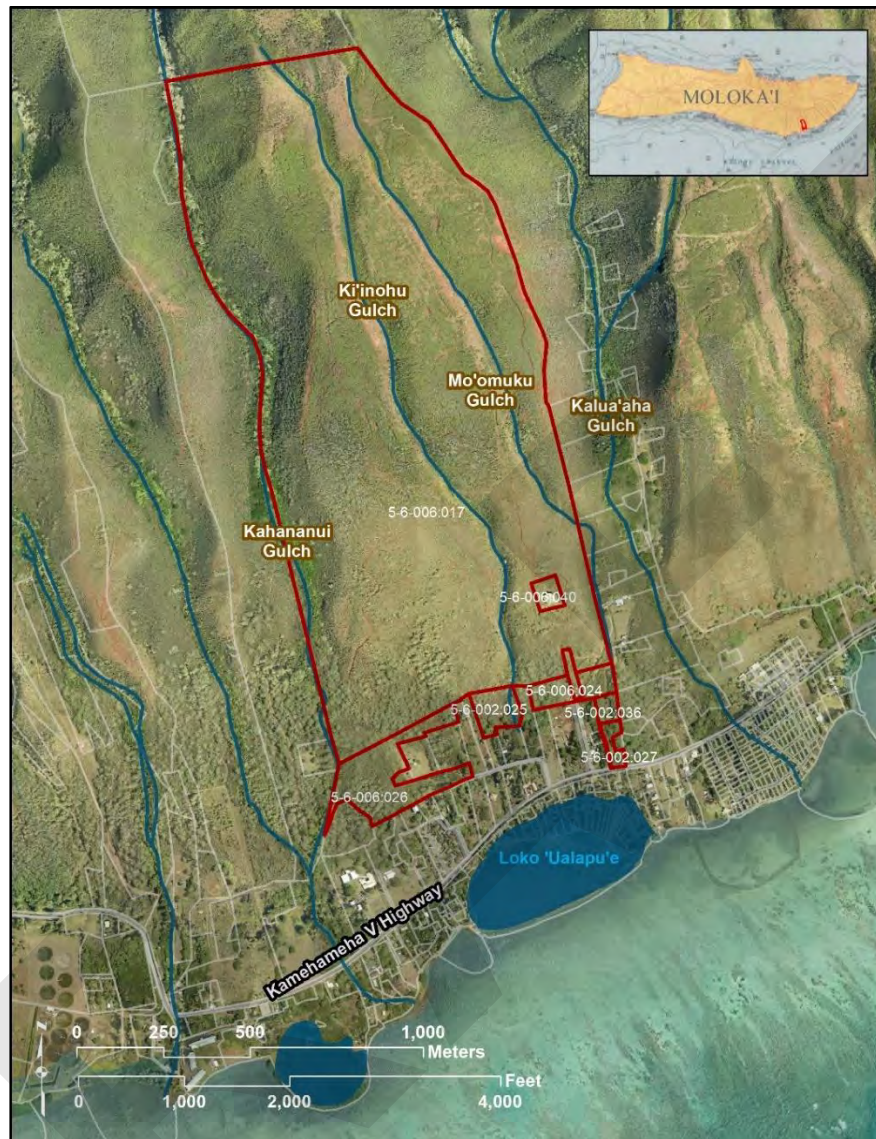 MOLOKA'I
Ki'inohu
Gulch
Mo'omuku
Gulch
Kalua'aha
Gulch
5-6-006:017
Kahananui
Gulch
5-6-006:040
5-6-006:024
5-6-002:025
5-6-002:036
5-6-002:027
5-6-006:026
Loko 'Ualapu'e
Kamehameha V Highway
0 250 500 1,000
Meters
Feet
0 1,000 2,000 4,000